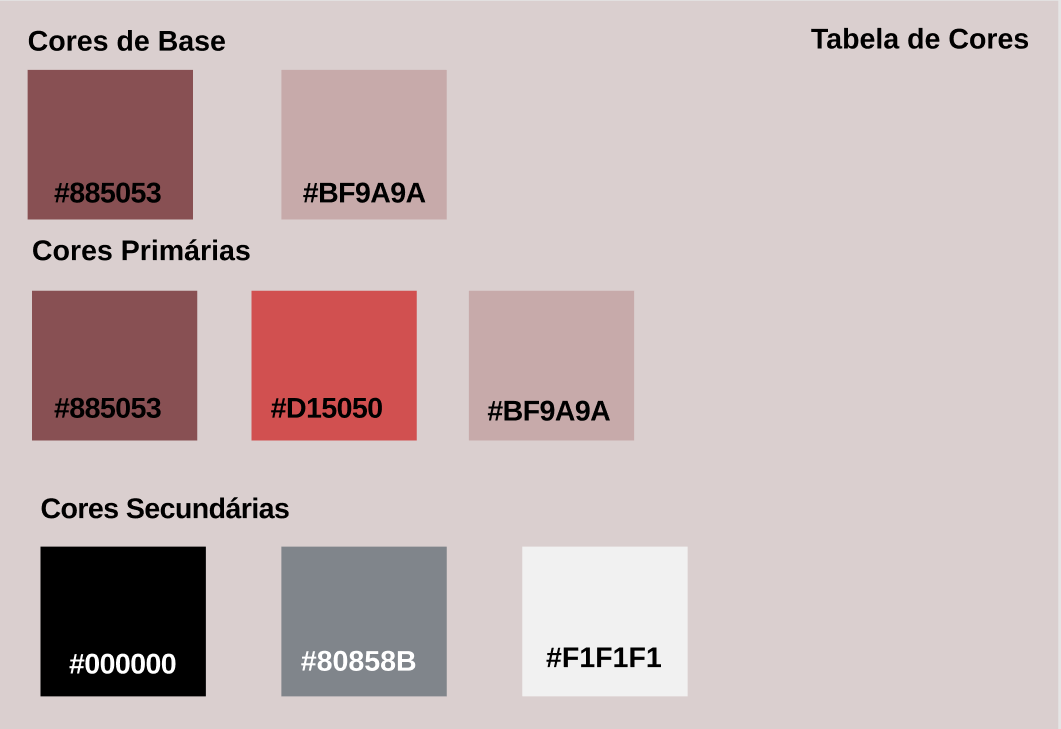 Tabela de Cores
Cores de Base
#885053
#BF9A9A
Cores Primárias
#885053
#D15050
#BF9A9A
Cores Secundárias
#000000
#80858B
#F1F1F1